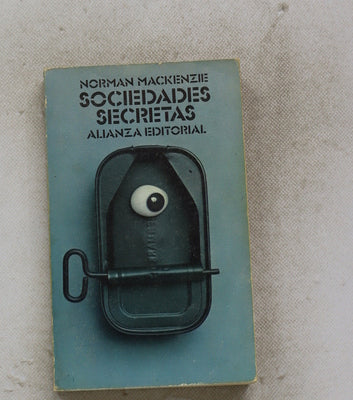 NORMAN MACKENZIE
SOCIEDADES
SECRETAS
ALIANZA EDITORIAL